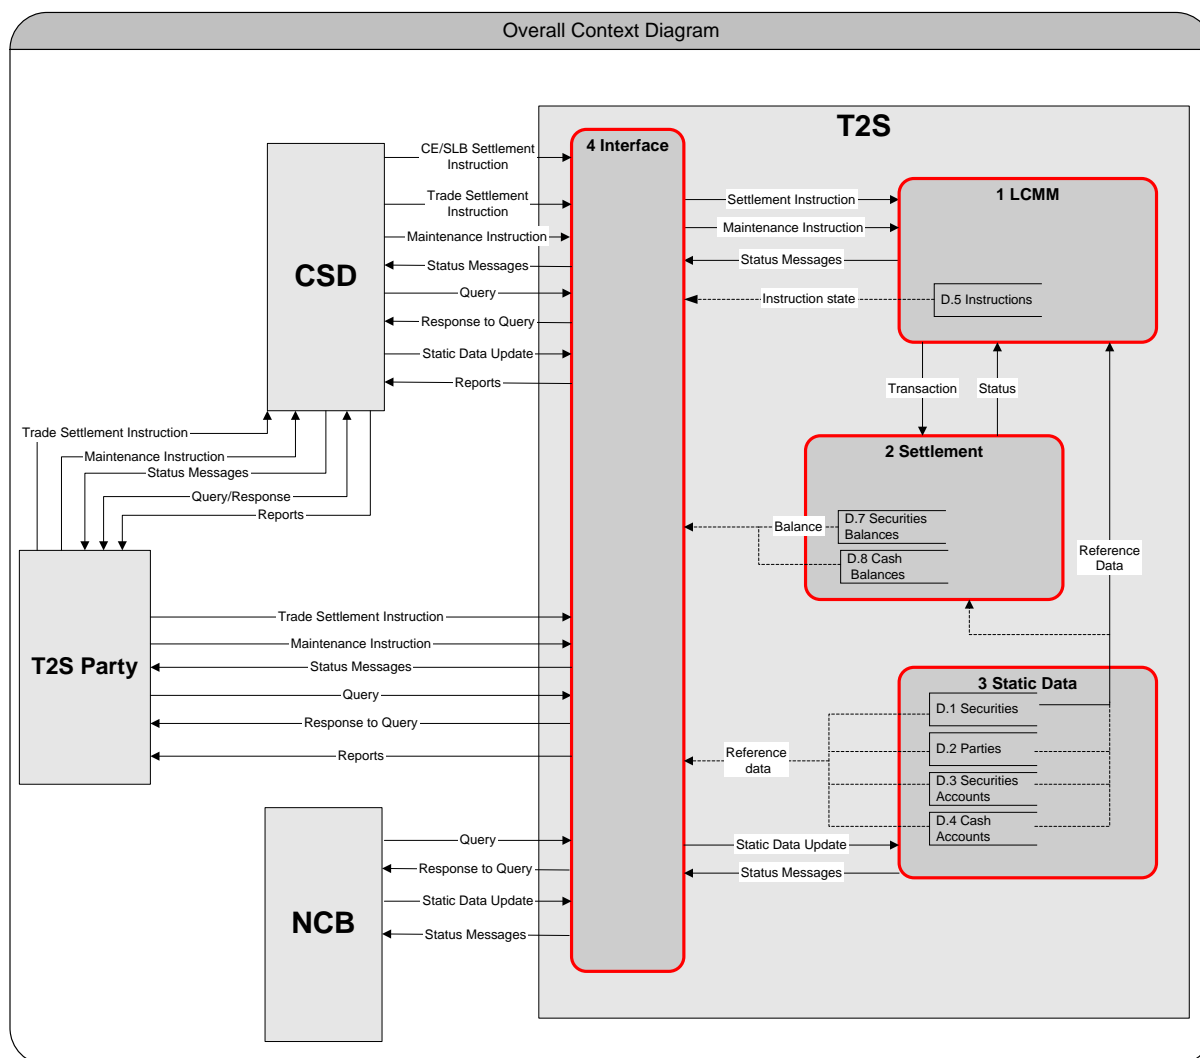 Overall Context Diagram
T2S
4 Interface
1 LCMM
CSD
CE/SLB Settlement
Instruction
Trade Settlement
Instruction
Maintenance Instruction
Status Messages
Query
Response to Query
Static Data Update
Reports
Settlement Instruction
Maintenance Instruction
Status Messages
Instruction state
D.5 Instructions
Transaction
Status
2 Settlement
Balance
D.7 Securities
Balances
D.8 Cash
Balances
Reference
Data
Trade Settlement Instruction
Maintenance Instruction
Status Messages
Query/Response
Reports
T2S Party
Trade Settlement Instruction
Maintenance Instruction
Status Messages
Query
Response to Query
Reports
3 Static Data
D.1 Securities
D.2 Parties
D.3 Securities
Accounts
D.4 Cash
Accounts
Reference
data
Static Data Update
Status Messages
NCB
Query
Response to Query
Static Data Update
Status Messages